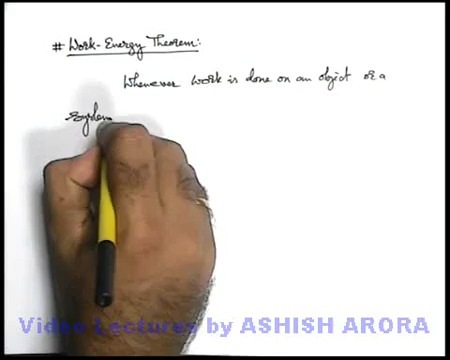 # Work-Energy Theorem:
Whenever work is done on an object or a
system
Video Lectures by ASHISH ARORA